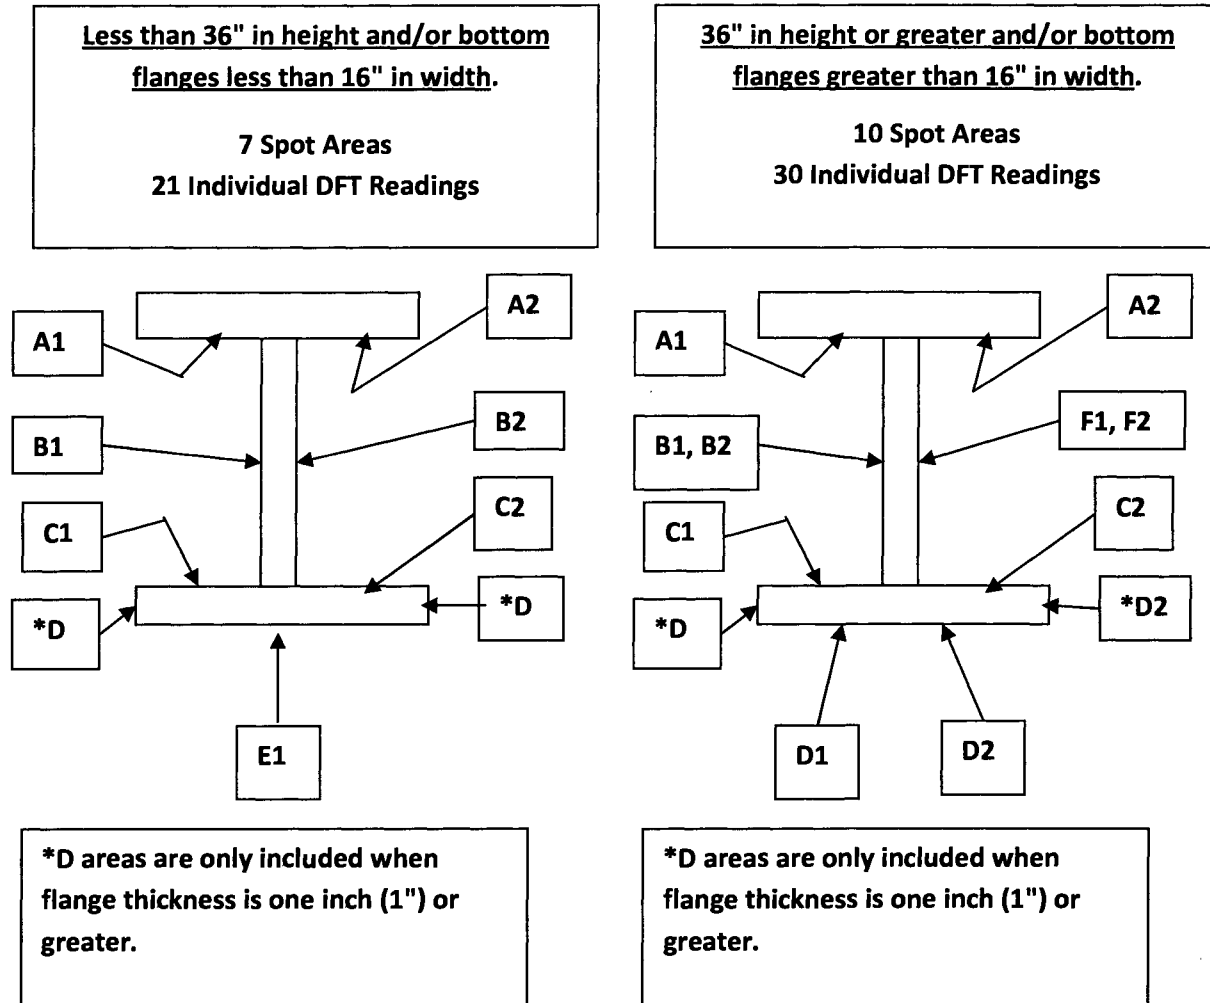 Less than 36" in height and/or bottom
flanges less than 16" in width.
7 Spot Areas
21 Individual DFT Readings
A1
A2
B1
B2
C1
C2
*D
*D
E1
*D areas are only included when
flange thickness is one inch (1") or
greater.
36" in height or greater and/or bottom
flanges greater than 16" in width.
10 Spot Areas
30 Individual DFT Readings
A1
A2
B1, B2
F1, F2
C1
C2
*D
*D2
D1
D2
*D areas are only included when
flange thickness is one inch (1") or
greater.